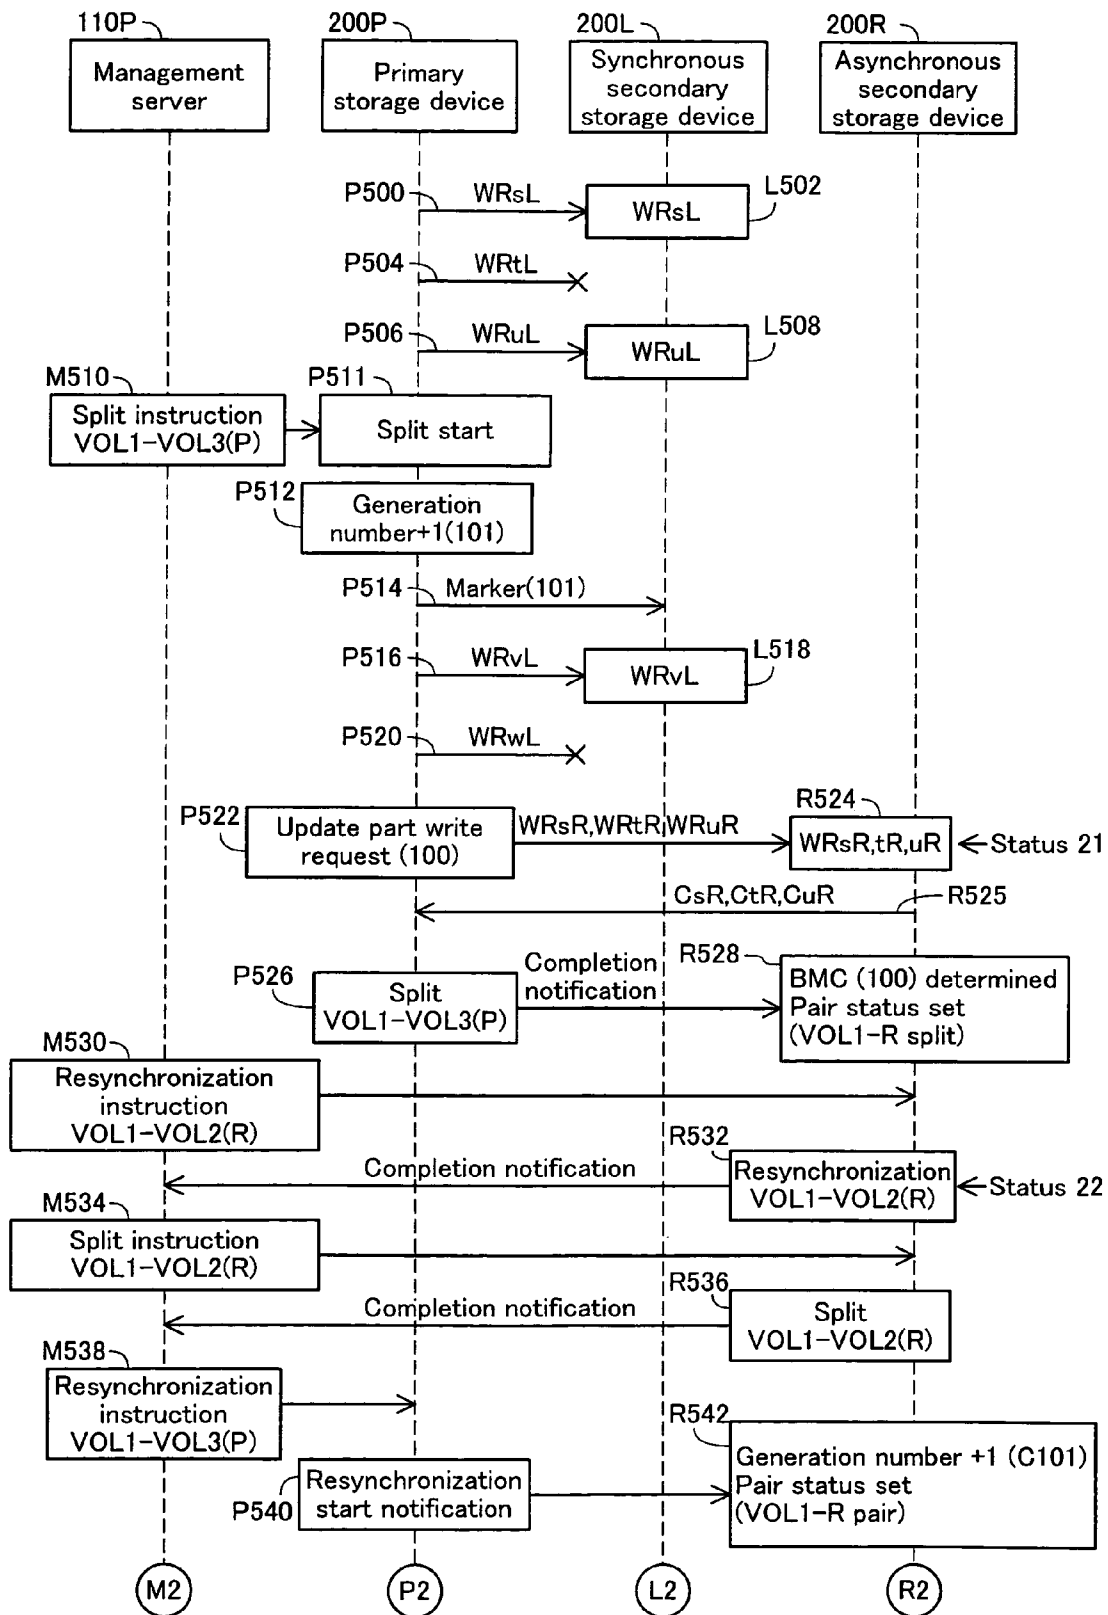 110P
200P
200L
200R
Management
server
Primary
storage device
Synchronous
secondary
storage device
Asynchronous
secondary
storage device
P500
WRsL
WRsL
L502
P504
WRtL
P506
WRuL
WRuL
L508
M510
Split instruction
VOL1-VOL3(P)
P511
Split start
P512
Generation
number+1(101)
P514
Marker(101)
P516
WRvL
WRvL
L518
P520
WRwL
P522
Update part write
request (100)
WRsR,WRtR,WRuR
R524
WRsR,tR,uR
Status 21
CsR,CtR,CuR
R525
P526
Split
VOL1-VOL3(P)
Completion
notification
R528
BMC (100) determined
Pair status set
(VOL1-R split)
M530
Resynchronization
instruction
VOL1-VOL2(R)
R532
Resynchronization
VOL1-VOL2(R)
Status 22
Completion notification
M534
Split instruction
VOL1-VOL2(R)
R536
Split
VOL1-VOL2(R)
Completion notification
M538
Resynchronization
instruction
VOL1-VOL3(P)
P540
Resynchronization
start notification
R542
Generation number +1 (C101)
Pair status set
(VOL1-R pair)
M2
P2
L2
R2